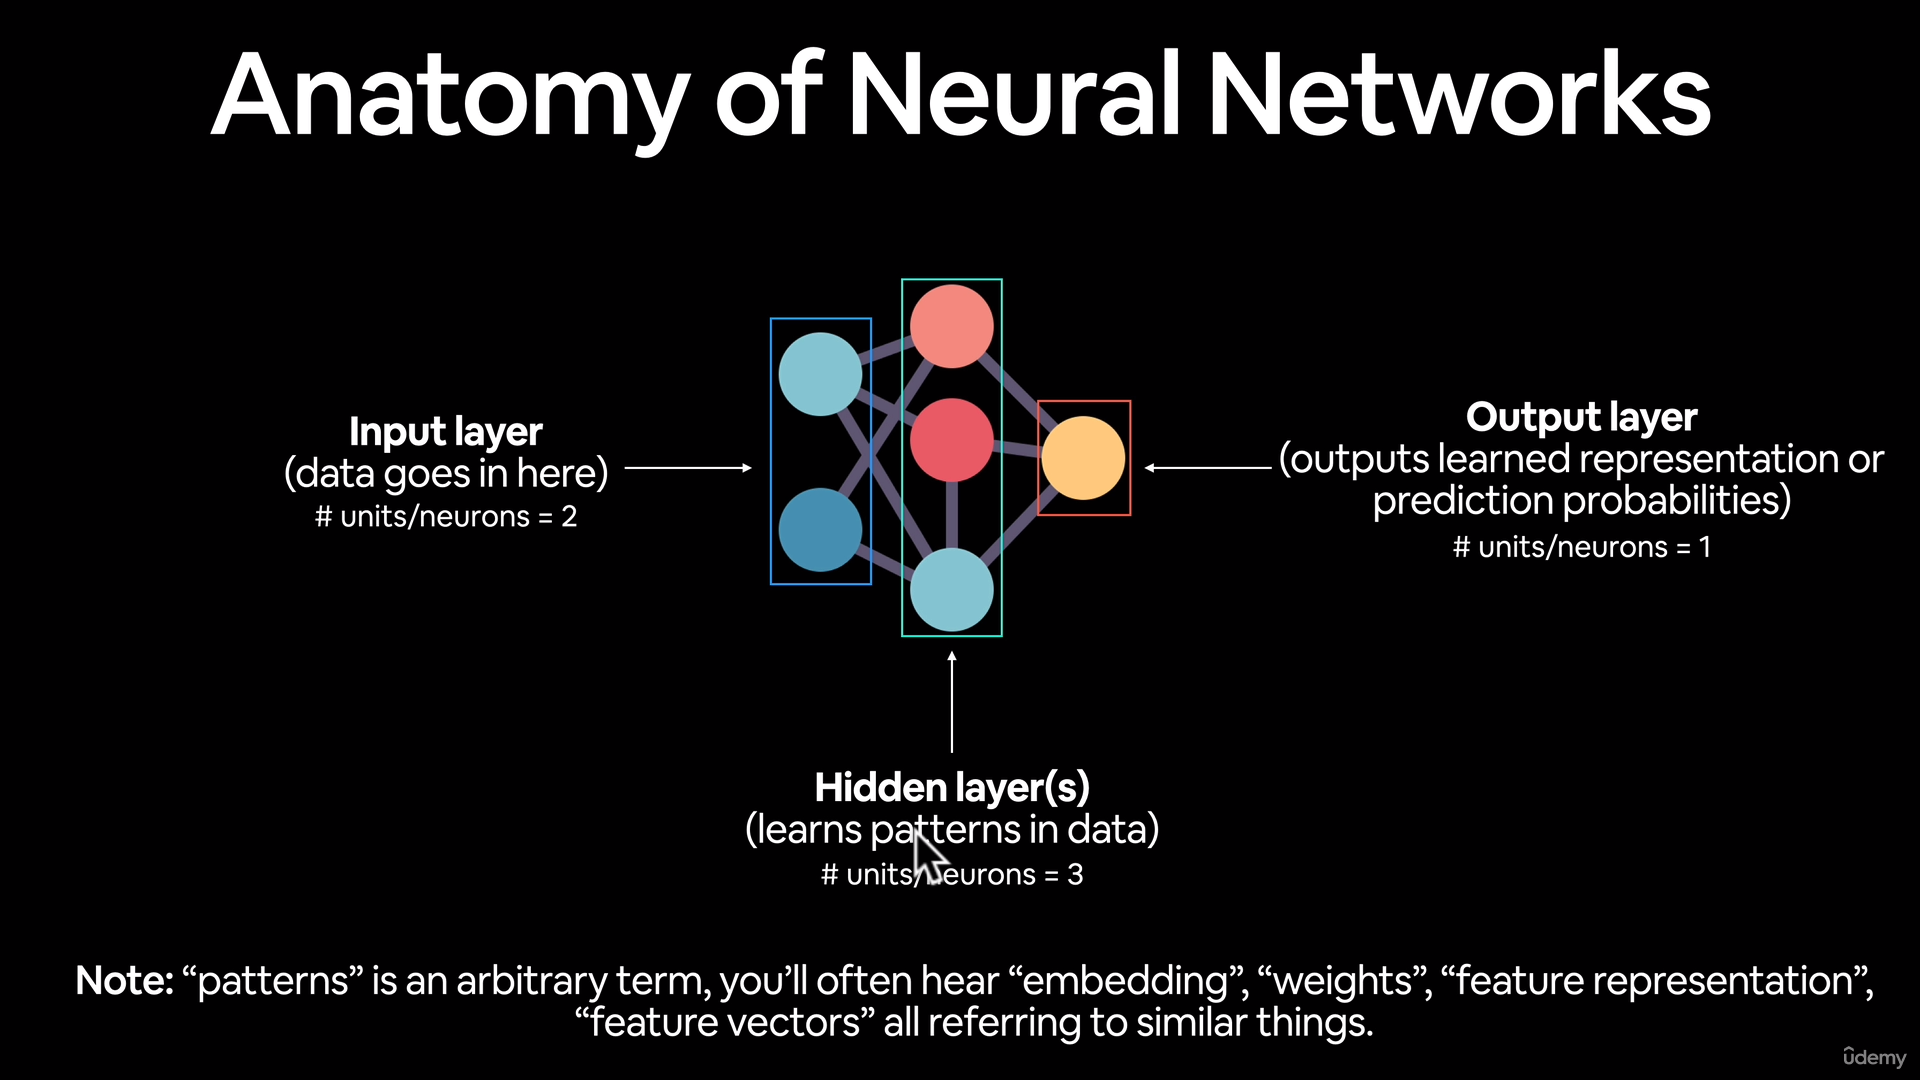 Anatomy of Neural Networks
Input layer
(data goes in here)
# units/neurons = 2
Output layer
(outputs learned representation or
prediction probabilities)
# units/neurons = 1
Hidden layer(s)
(learns patterns in data)
# units/neurons = 3
Note: “patterns” is an arbitrary term, you’ll often hear “embedding”, “weights”, “feature representation”,
“feature vectors” all referring to similar things.
ûdemy